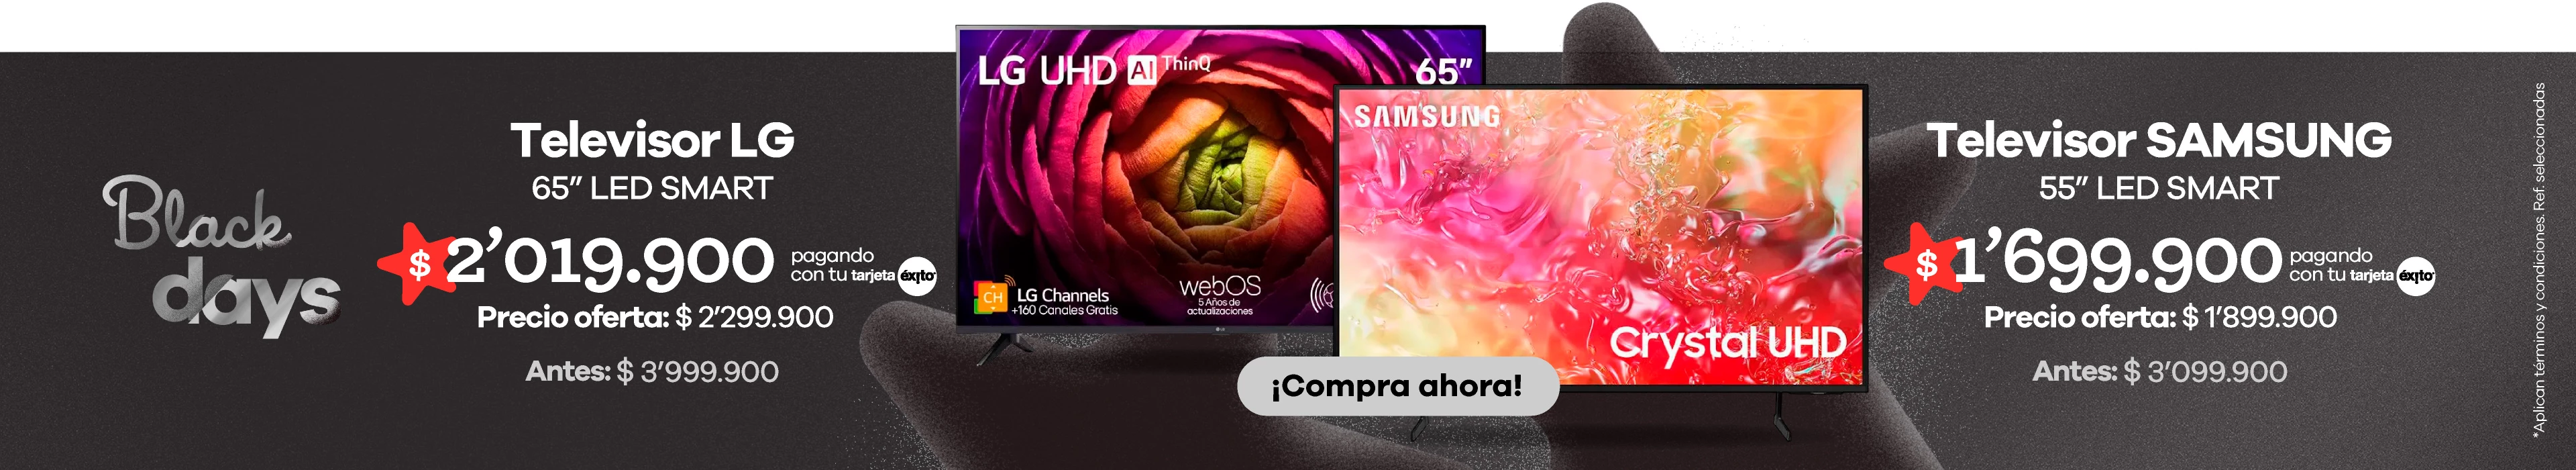 Black
days
Televisor LG
65" LED SMART
$ 2'019.900 pagando
con tu tarjeta éxito
Precio oferta: $ 2'299.900
Antes: $ 3'999.900
LG UHD AI ThinQ
65"
CH LG Channels
+160 Canales Gratis
webOS
5 Años de
actualizaciones
LG
SAMSUNG
Crystal UHD
¡Compra ahora!
Televisor SAMSUNG
55" LED SMART
$ 1'699.900 pagando
con tu tarjeta éxito
Precio oferta: $ 1'899.900
Antes: $ 3'099.900
*Aplican términos y condiciones. Ref. seleccionadas